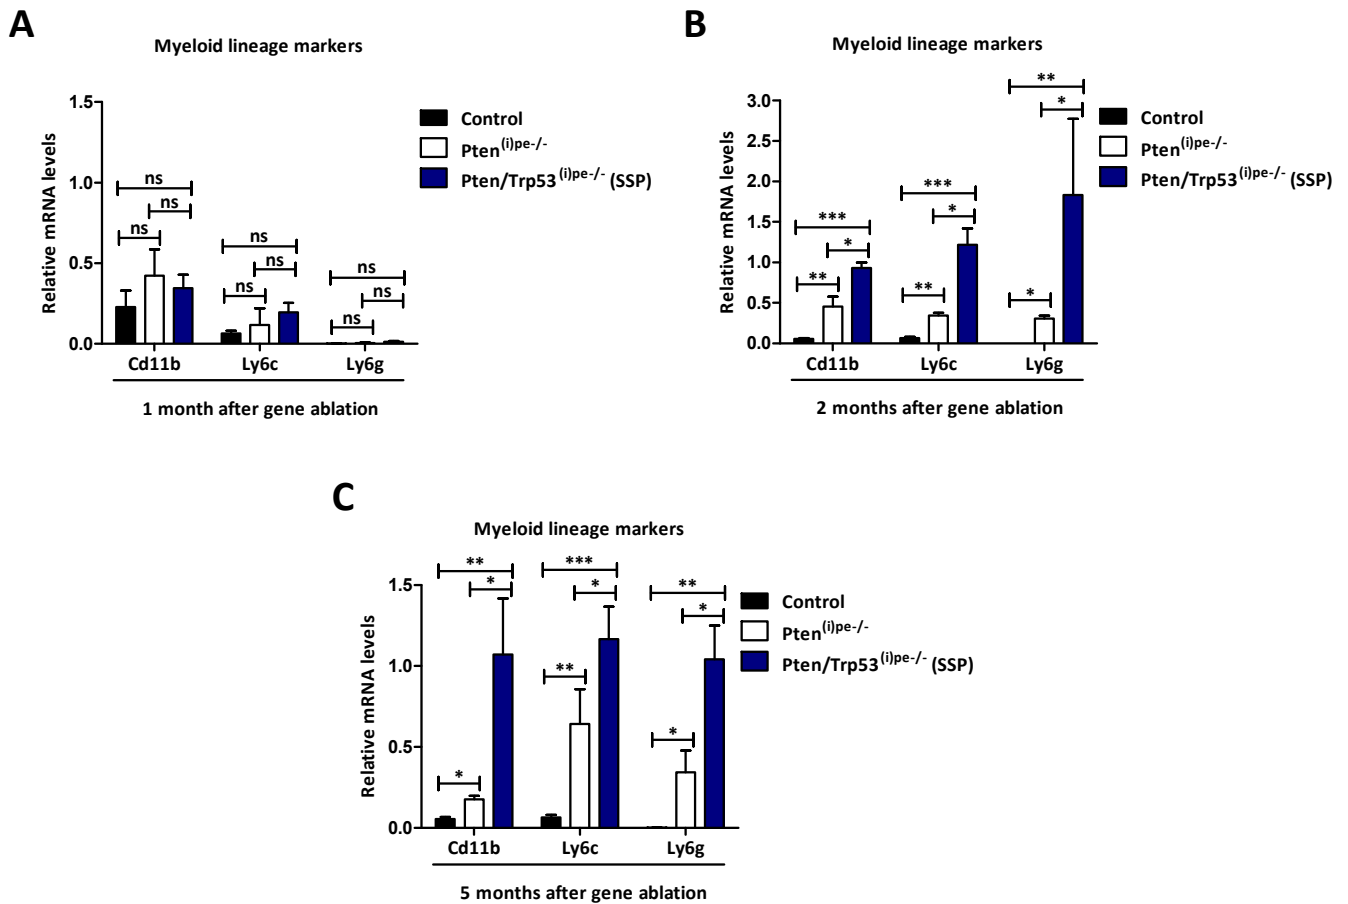 A
Myeloid lineage markers
Relative mRNA levels
1.5
1.0
0.5
0.0
ns
ns
ns
ns
ns
ns
ns
ns
ns
Cd11b Ly6c Ly6g
1 month after gene ablation
Control
Pten(i)pe-/-
Pten/Trp53(i)pe-/- (SSP)
B
Myeloid lineage markers
Relative mRNA levels
3.0
2.5
2.0
1.5
1.0
0.5
0.0
***
*
**
***
*
**
**
*
*
Cd11b Ly6c Ly6g
2 months after gene ablation
Control
Pten(i)pe-/-
Pten/Trp53(i)pe-/- (SSP)
C
Myeloid lineage markers
Relative mRNA levels
1.5
1.0
0.5
0.0
**
*
*
***
*
**
**
*
*
Cd11b Ly6c Ly6g
5 months after gene ablation
Control
Pten(i)pe-/-
Pten/Trp53(i)pe-/- (SSP)